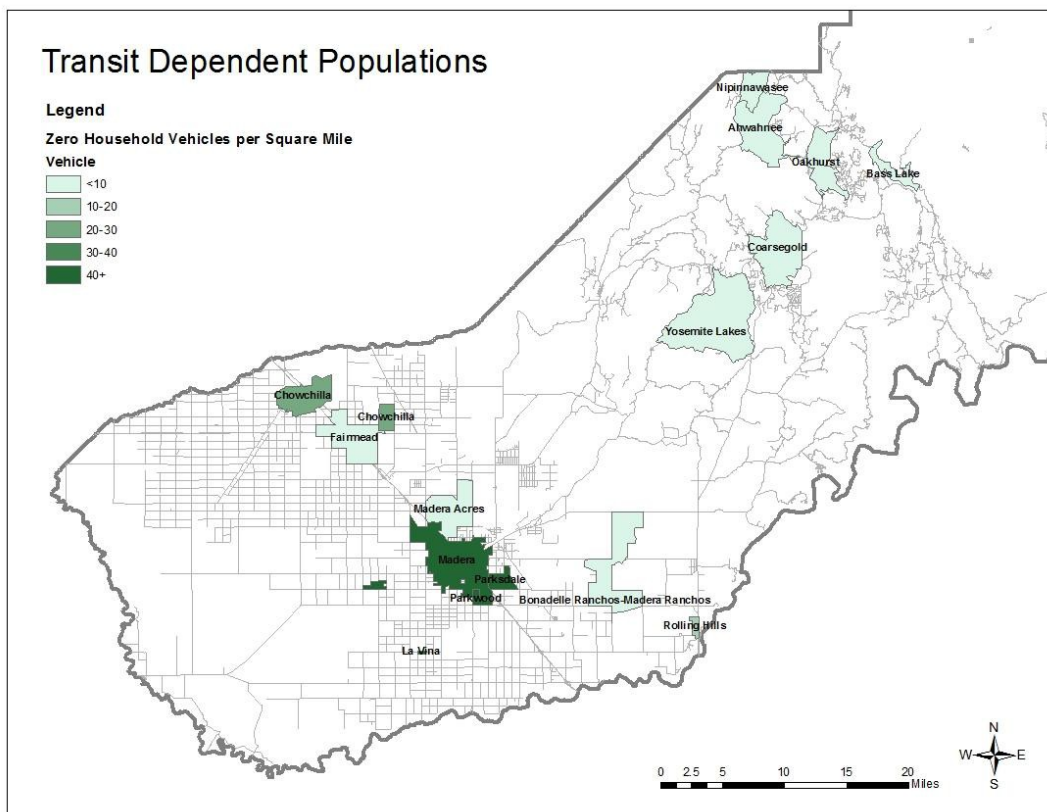 Transit Dependent Populations
Legend
Zero Household Vehicles per Square Mile
Vehicle
<10
10-20
20-30
30-40
40+
Nipinnawasee
Ahwahnee
Oakhurst
Bass Lake
Coarsegold
Yosemite Lakes
Chowchilla
Chowchilla
Fairmead
Madera Acres
Madera
Parksdale
Parkwood
Bonadelle Ranchos-Madera Ranchos
Rolling Hills
La Vina
N
W E
S
0 2.5 5 10 15 20
Miles